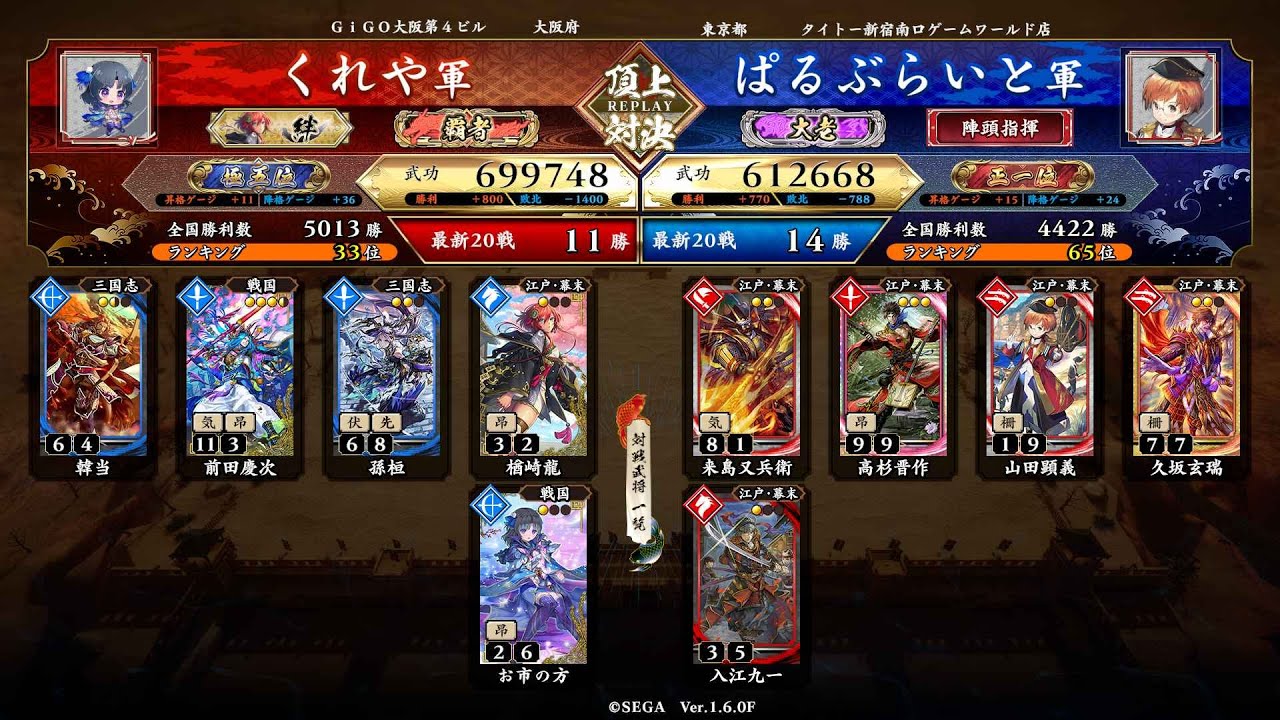 GiGO大阪第4ビル 大阪府 東京都 タイトー新宿南口ゲームワールド店
くれや軍 頂上 ぱるぶらいと軍
REPLAY
対決
絆 覇者 大老 陣頭指揮
極王位 武功 699748 武功 612668 正一位
昇格ゲージ +11 降格ゲージ +36 勝利 +800 敗北 -1400 勝利 +770 敗北 -788 昇格ゲージ +15 降格ゲージ +24
全国勝利数 5013勝 最新20戦 11勝 最新20戦 14勝 全国勝利数 4422勝
ランキング 33位 ランキング 65位
三国志 戦国 三国志 江戸・幕末 江戸・幕末 江戸・幕末 江戸・幕末 江戸・幕末
気 昂 伏 先 昂 気 昂 柵 柵
6 4 11 3 6 8 3 2 8 1 9 9 1 9 7 7
韓当 前田慶次 孫桓 楢崎龍 来島又兵衛 高杉晋作 山田顕義 久坂玄瑞
対戦武将一覧
戦国 江戸・幕末
昂
2 6 3 5
お市の方 入江九一
©SEGA Ver.1.6.0F